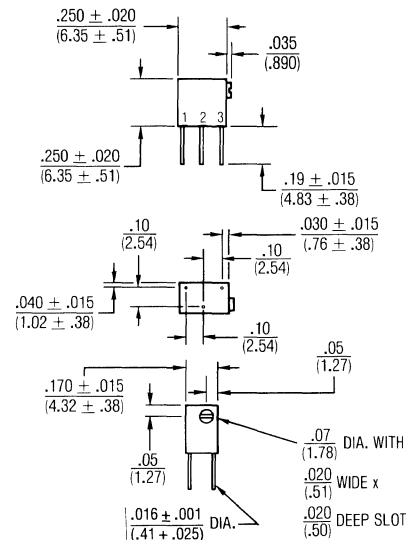 .250 ± .020
(6.35 ± .51)
.035
(.890)
1 2 3
.250 ± .020
(6.35 ± .51)
.19 ± .015
(4.83 ± .38)
.10
(2.54)
.030 ± .015
(.76 ± .38)
.10
(2.54)
.040 ± .015
(1.02 ± .38)
.10
(2.54)
.05
(1.27)
.170 ± .015
(4.32 ± .38)
.05
(1.27)
.07
(1.78) DIA. WITH
.020
(.51) WIDE x
.020
(.50) DEEP SLOT
.016 ± .001
(.41 + .025) DIA.